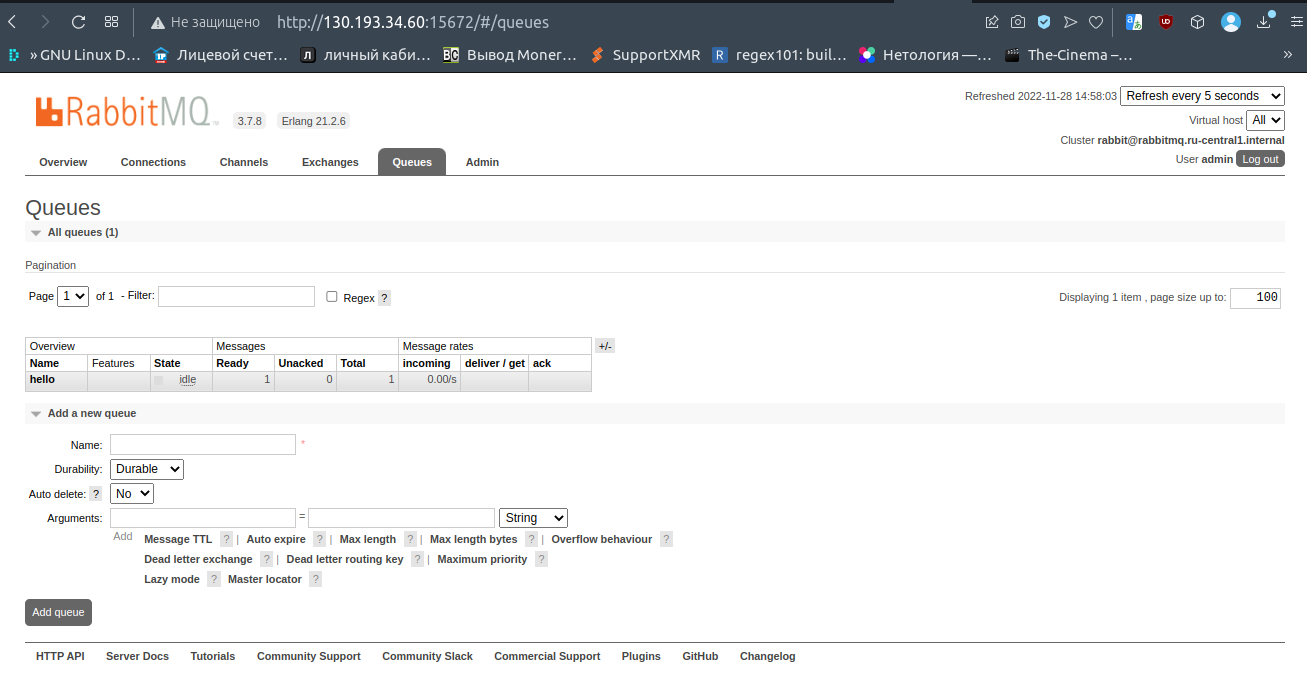 Не защищено http://130.193.34.60:15672/#/queues
» GNU Linux D... Лицевой счет... личный каби... Вывод Moner... SupportXMR regex101: buil... Нетология —... The-Cinema –... »
RabbitMQ TM 3.7.8 Erlang 21.2.6
Refreshed 2022-11-28 14:58:03 Refresh every 5 seconds
Virtual host All
Cluster rabbit@rabbitmq.ru-central1.internal
User admin Log out
Overview Connections Channels Exchanges Queues Admin
Queues
All queues (1)
Pagination
Page 1 of 1 - Filter: Regex ?
Displaying 1 item , page size up to: 100
Overview Messages Message rates +/-
Name Features State Ready Unacked Total incoming deliver / get ack
hello idle 1 0 1 0.00/s
Add a new queue
Name: *
Durability: Durable
Auto delete: ? No
Arguments: = String
Add Message TTL ? | Auto expire ? | Max length ? | Max length bytes ? | Overflow behaviour ?
Dead letter exchange ? | Dead letter routing key ? | Maximum priority ?
Lazy mode ? Master locator ?
Add queue
HTTP API Server Docs Tutorials Community Support Community Slack Commercial Support Plugins GitHub Changelog